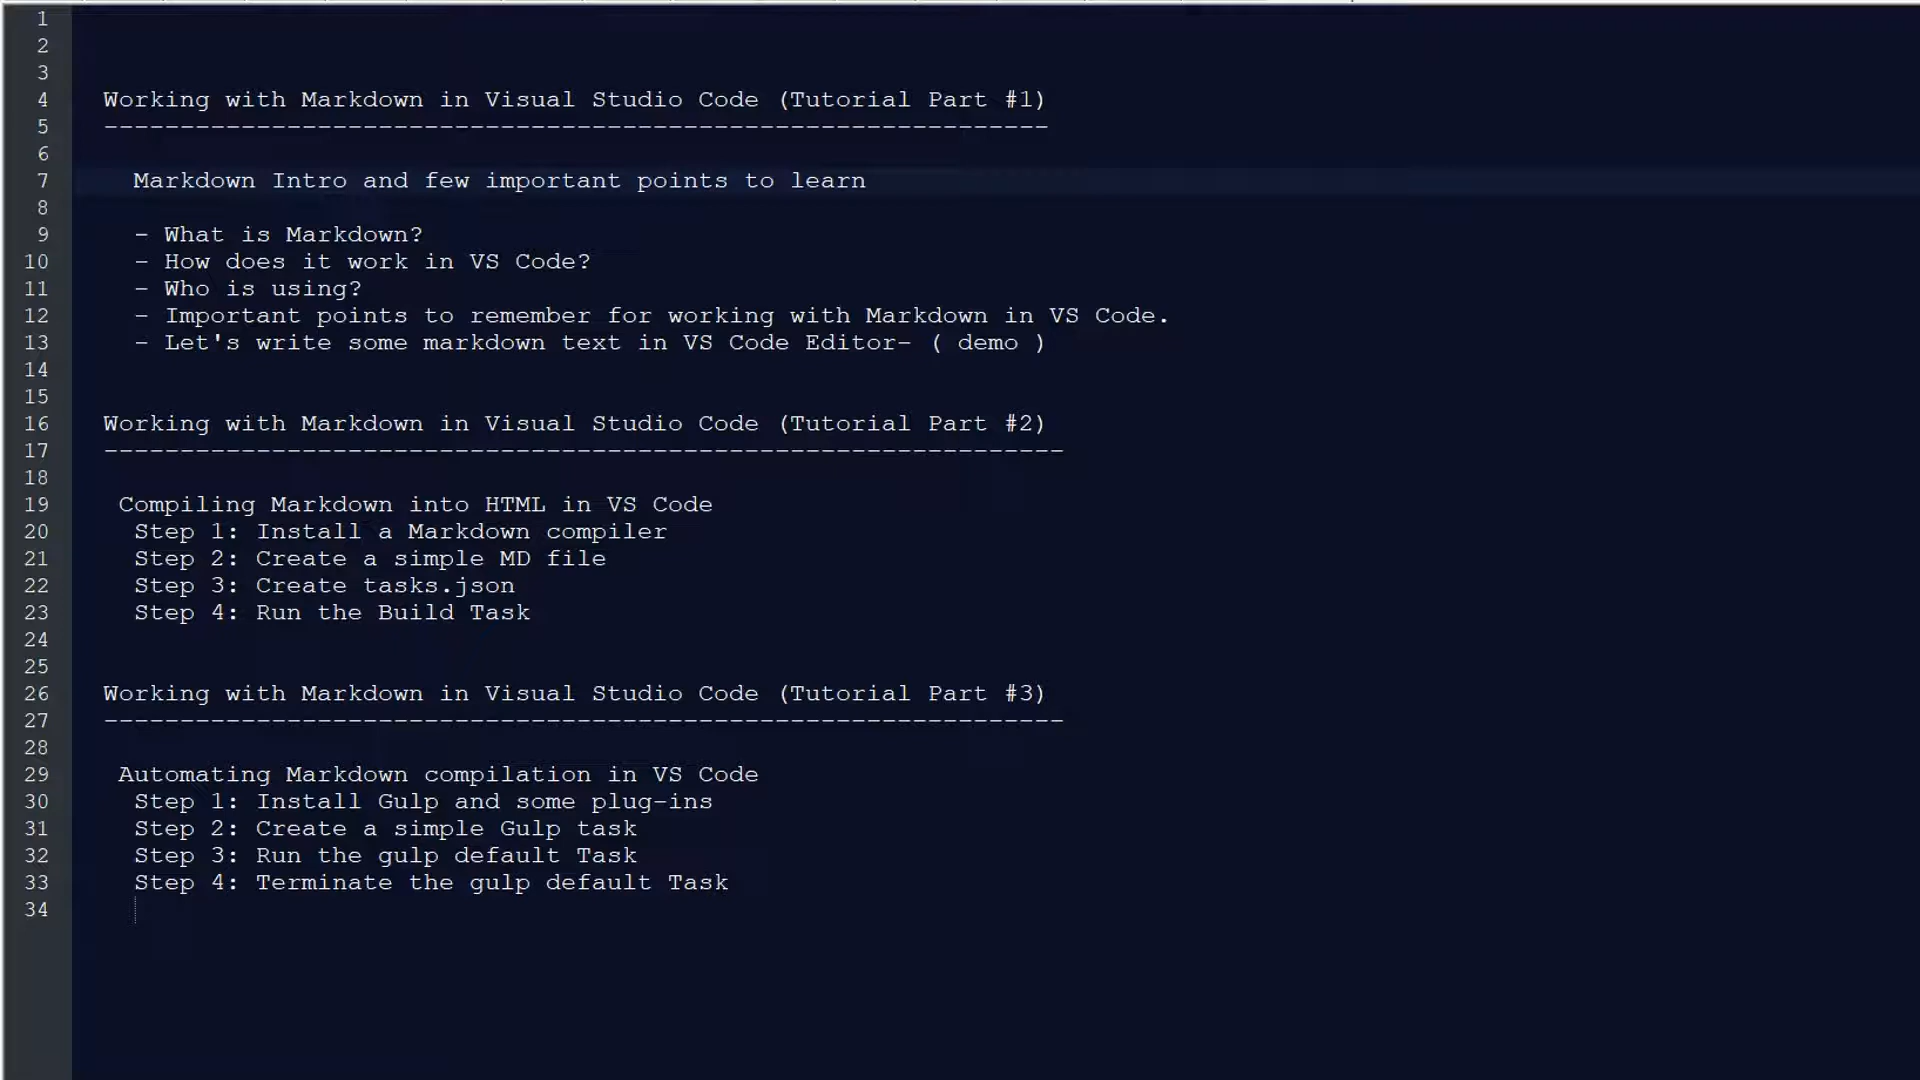 1
2
3
4 Working with Markdown in Visual Studio Code (Tutorial Part #1)
5 --------------------------------------------------------------
6
7 Markdown Intro and few important points to learn
8
9 - What is Markdown?
10 - How does it work in VS Code?
11 - Who is using?
12 - Important points to remember for working with Markdown in VS Code.
13 - Let's write some markdown text in VS Code Editor- ( demo )
14
15
16 Working with Markdown in Visual Studio Code (Tutorial Part #2)
17 ---------------------------------------------------------------
18
19 Compiling Markdown into HTML in VS Code
20 Step 1: Install a Markdown compiler
21 Step 2: Create a simple MD file
22 Step 3: Create tasks.json
23 Step 4: Run the Build Task
24
25
26 Working with Markdown in Visual Studio Code (Tutorial Part #3)
27 ---------------------------------------------------------------
28
29 Automating Markdown compilation in VS Code
30 Step 1: Install Gulp and some plug-ins
31 Step 2: Create a simple Gulp task
32 Step 3: Run the gulp default Task
33 Step 4: Terminate the gulp default Task
34